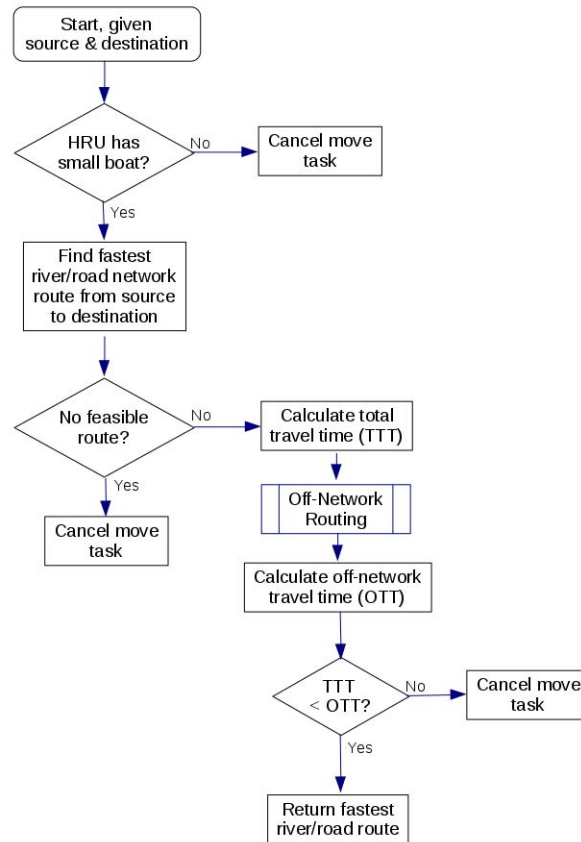 Start, given
source & destination
HRU has
small boat?
No
Cancel move
task
Yes
Find fastest
river/road network
route from source
to destination
No feasible
route?
No
Calculate total
travel time (TTT)
Yes
Cancel move
task
Off-Network
Routing
Calculate off-network
travel time (OTT)
TTT
< OTT?
No
Cancel move
task
Yes
Return fastest
river/road route